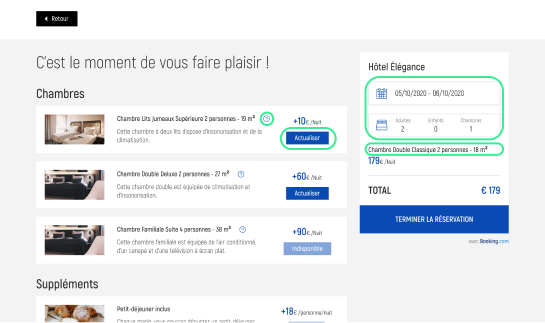 Retour
C'est le moment de vous faire plaisir !
Chambres
Chambre Lits Jumeaux Supérieure 2 personnes - 19 m²
Cette chambre à deux lits dispose d'insonorisation et de la
climatisation.
+10€ /Nuit
Actualiser
Chambre Double Deluxe 2 personnes - 27 m²
Cette chambre double est équipée de climatisation et
d'insonorisation.
+60€ /Nuit
Actualiser
Chambre Familiale Suite 4 personnes - 38 m²
Cette chambre familiale est équipée de l'air conditionné,
d'un canapé et d'une télévision à écran plat.
+90€ /Nuit
Indisponible
Suppléments
Petit-déjeuner inclus
Chaque matin, vous pourrez déguster un petit-déjeuner
+18€ /personne/nuit
Hôtel Élégance
05/10/2020 - 06/10/2020
Adultes Enfants Chambres
2 0 1
Chambre Double Classique 2 personnes - 18 m²
179€ /Nuit
TOTAL € 179
TERMINER LA RÉSERVATION
avec Booking.com